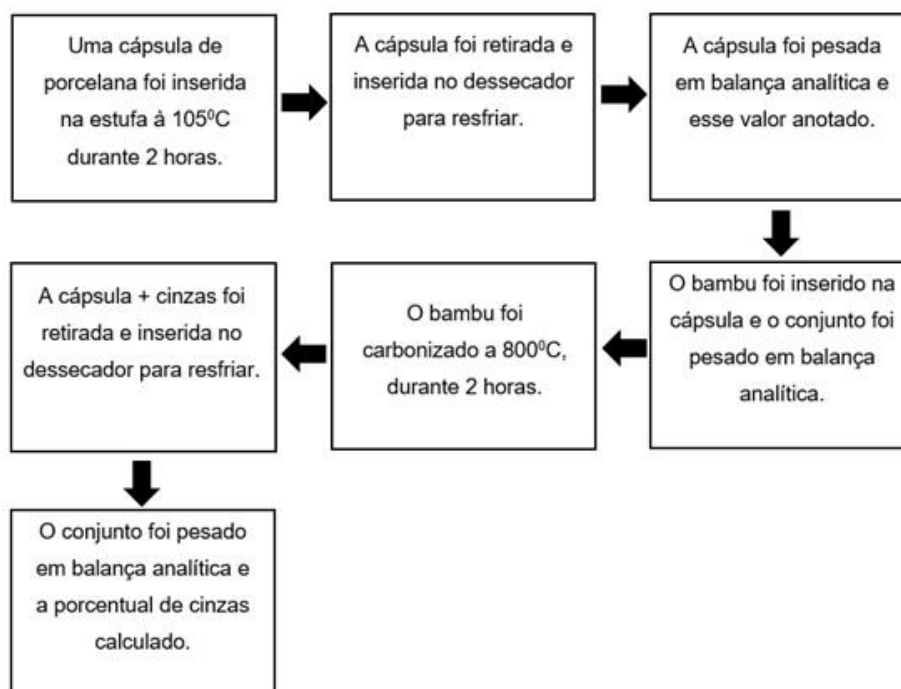 Uma cápsula de
porcelana foi inserida
na estufa à 105⁰C
durante 2 horas.
A cápsula foi retirada e
inserida no dessecador
para resfriar.
A cápsula foi pesada
em balança analítica e
esse valor anotado.
O bambu foi inserido na
cápsula e o conjunto foi
pesado em balança
analítica.
O bambu foi
carbonizado a 800⁰C,
durante 2 horas.
A cápsula + cinzas foi
retirada e inserida no
dessecador para resfriar.
O conjunto foi pesado
em balança analítica e
a porcentual de cinzas
calculado.